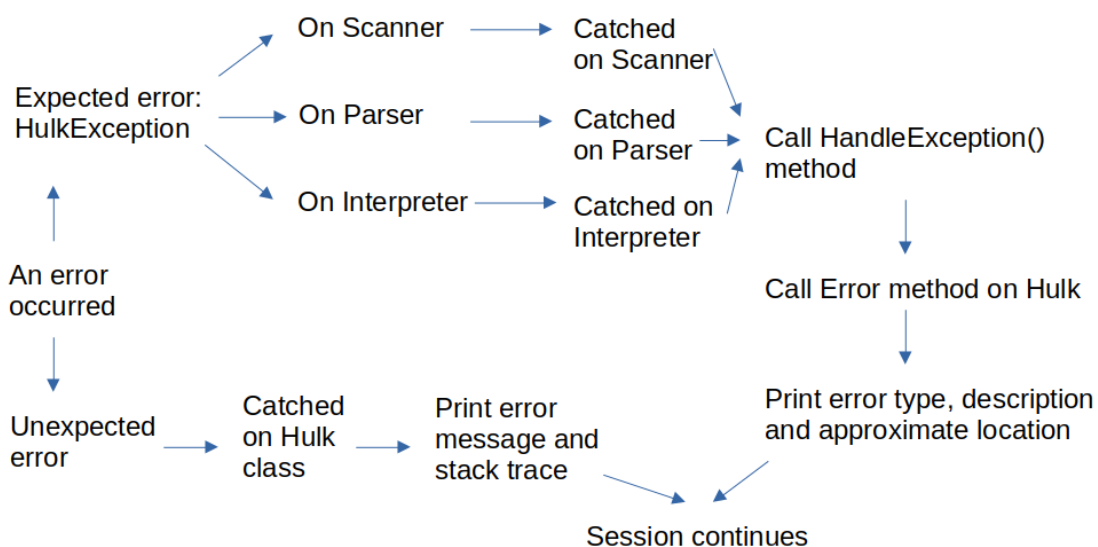 On Scanner
Catched
on Scanner
Expected error:
HulkException
On Parser
Catched
on Parser
Call HandleException()
method
On Interpreter
Catched on
Interpreter
An error
occurred
Call Error method on Hulk
Unexpected
error
Catched
on Hulk
class
Print error
message and
stack trace
Print error type, description
and approximate location
Session continues